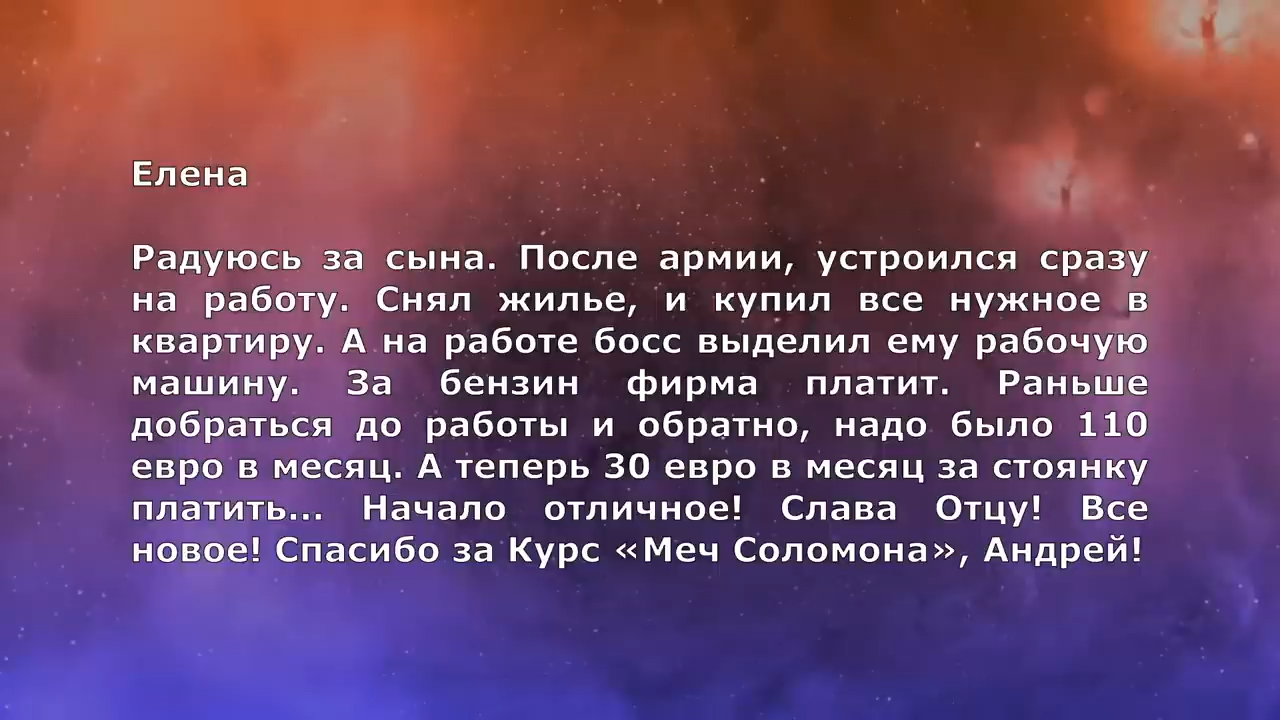 Елена
Радуюсь за сына. После армии, устроился сразу
на работу. Снял жилье, и купил все нужное в
квартиру. А на работе босс выделил ему рабочую
машину. За бензин фирма платит. Раньше
добраться до работы и обратно, надо было 110
евро в месяц. А теперь 30 евро в месяц за стоянку
платить... Начало отличное! Слава Отцу! Все
новое! Спасибо за Курс «Меч Соломона», Андрей!